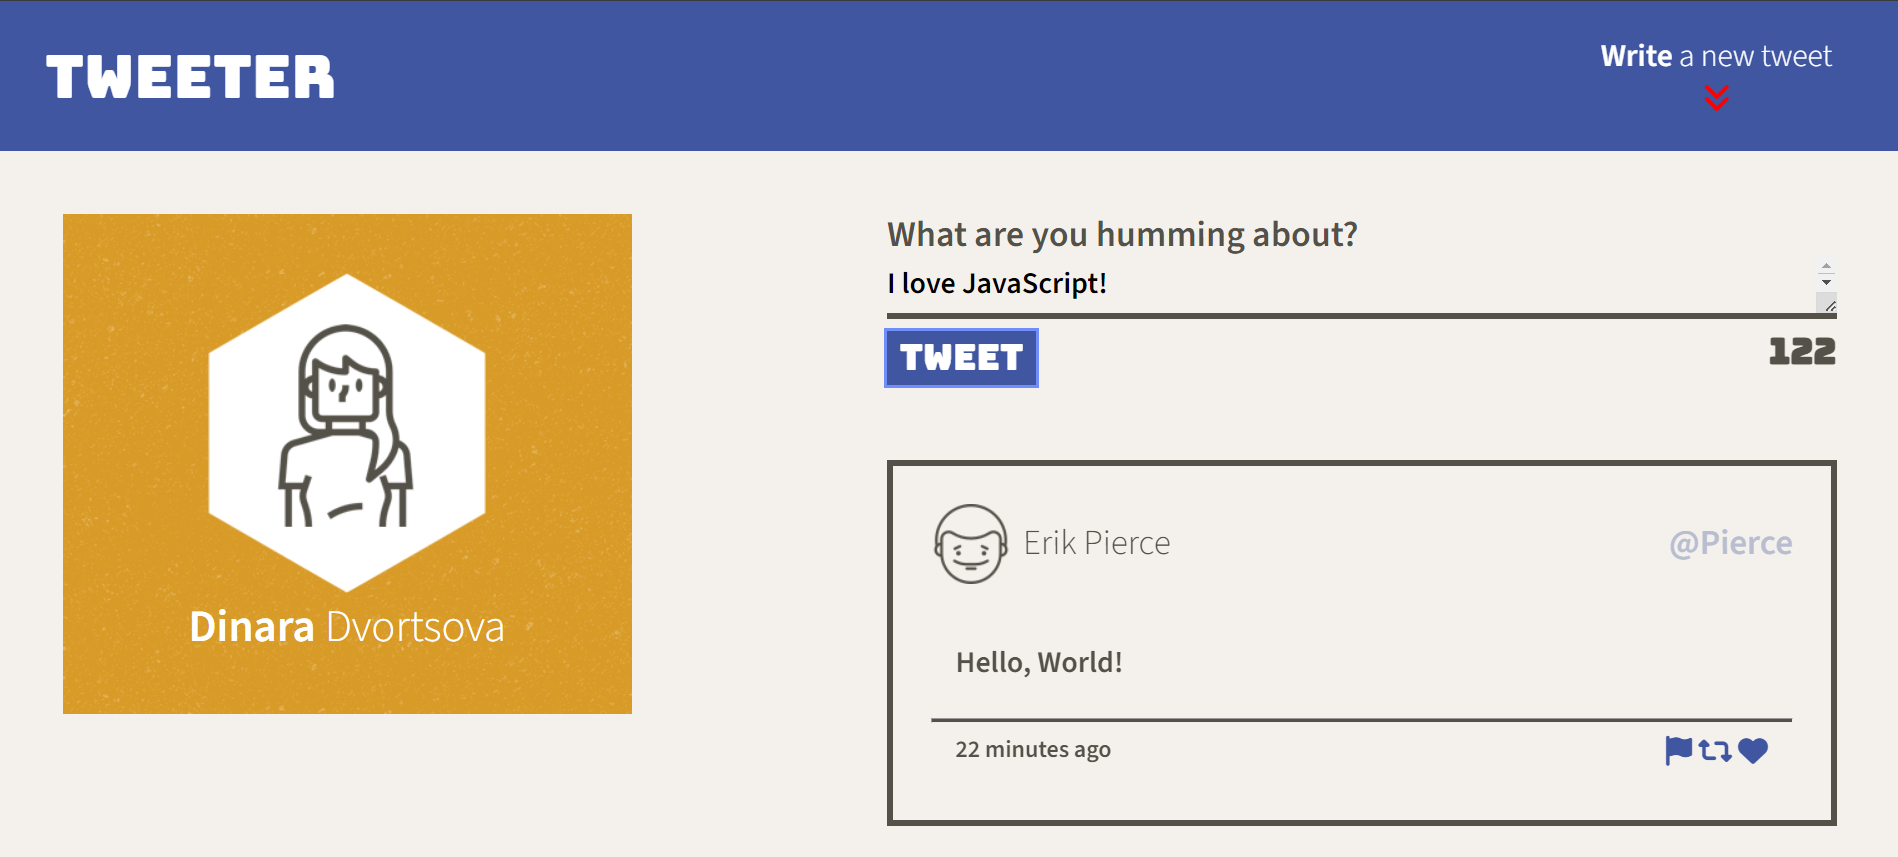 TWEETER
Write a new tweet
Dinara Dvortsova
What are you humming about?
I love JavaScript!
TWEET
122
Erik Pierce
@Pierce
Hello, World!
22 minutes ago